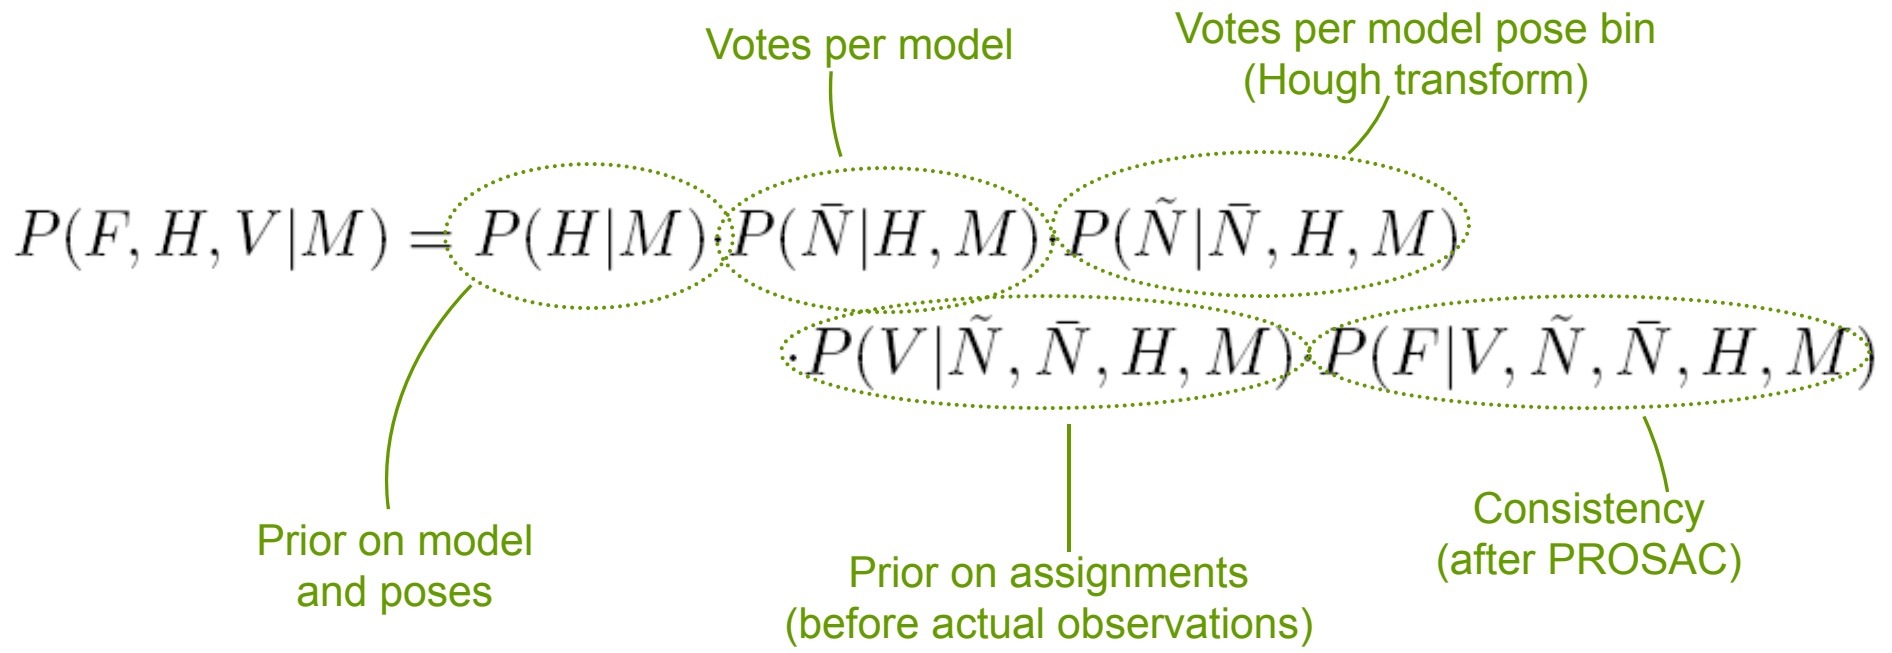 Votes per model
Votes per model pose bin
(Hough transform)
P(F, H, V|M) = P(H|M)·P(N̄|H, M)·P(Ñ|N̄, H, M)
·P(V|Ñ, N̄, H, M)·P(F|V, Ñ, N̄, H, M)
Prior on model
and poses
Prior on assignments
(before actual observations)
Consistency
(after PROSAC)